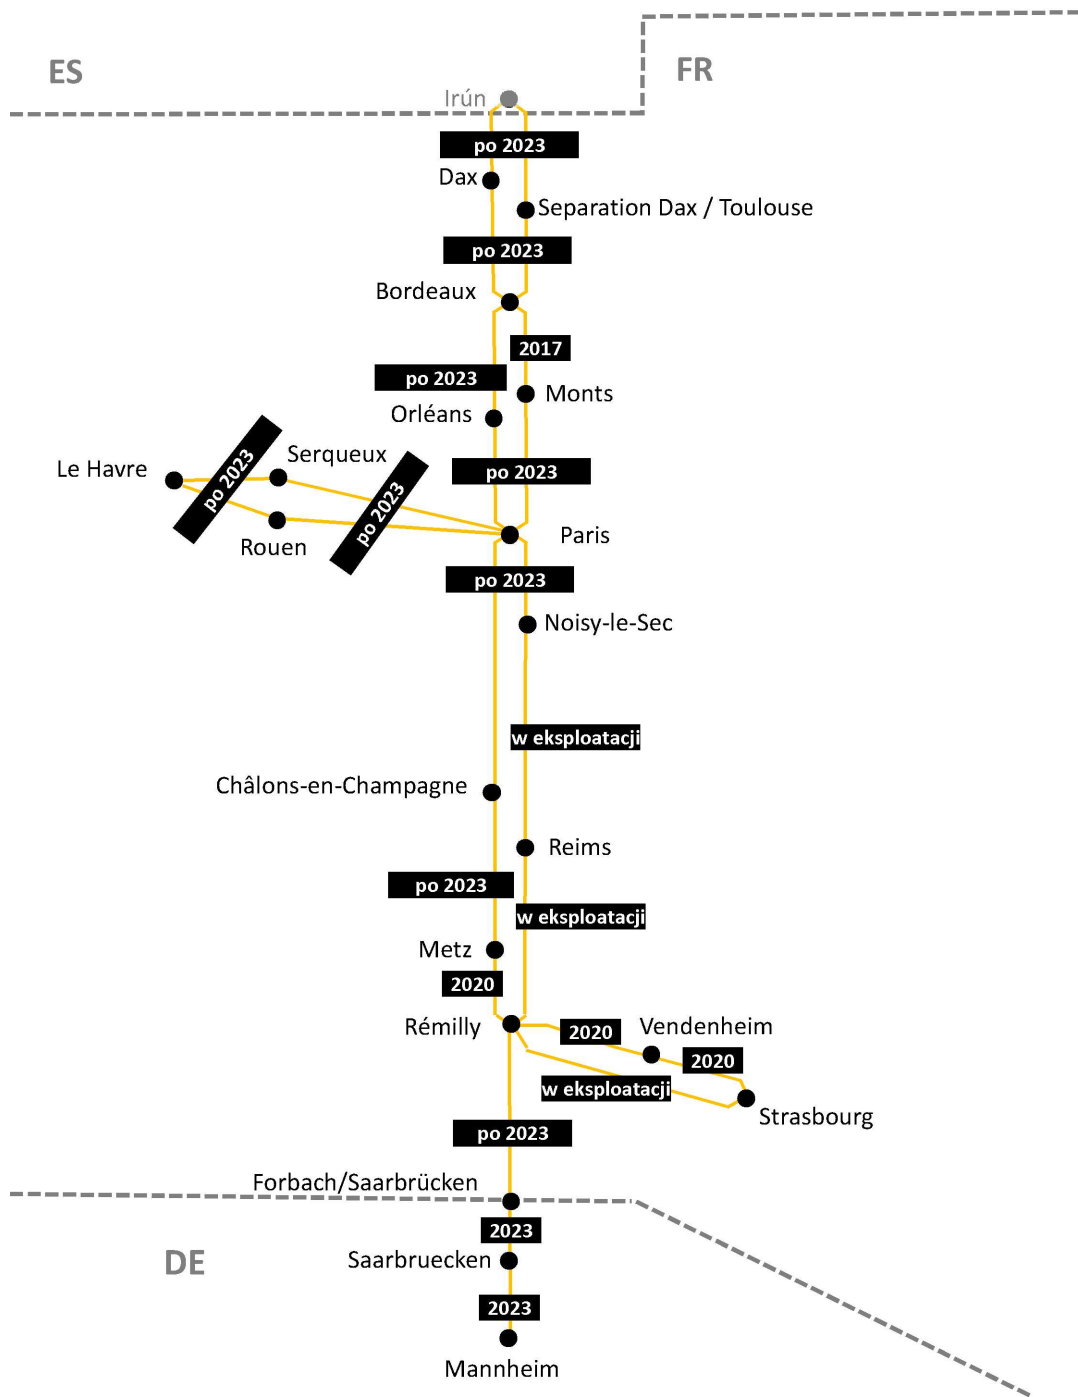 ES
FR
Irún
po 2023
Dax
Separation Dax / Toulouse
po 2023
Bordeaux
2017
po 2023
Monts
Orléans
Serqueux
Le Havre
po 2023
po 2023
po 2023
Rouen
Paris
po 2023
Noisy-le-Sec
w eksploatacji
Châlons-en-Champagne
Reims
po 2023
w eksploatacji
Metz
2020
Rémilly
2020
Vendenheim
2020
w eksploatacji
Strasbourg
po 2023
Forbach/Saarbrücken
2023
DE
Saarbruecken
2023
Mannheim